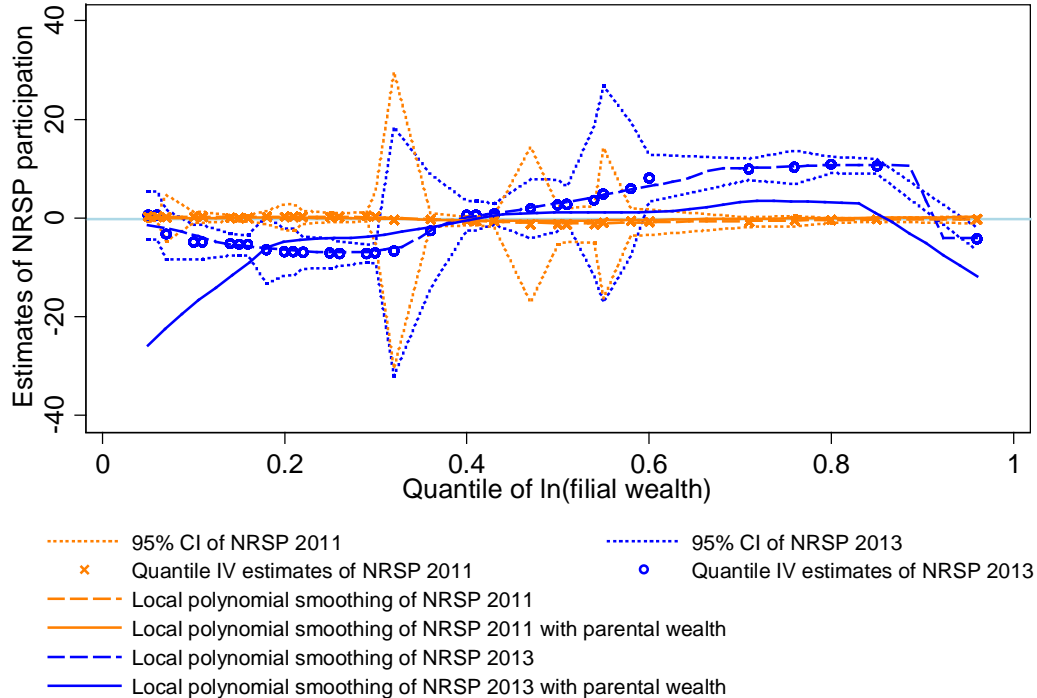 40
20
0
-20
-40
Estimates of NRSP participation
0 0.2 0.4 0.6 0.8 1
Quantile of ln(filial wealth)
95% CI of NRSP 2011
95% CI of NRSP 2013
Quantile IV estimates of NRSP 2011
Quantile IV estimates of NRSP 2013
Local polynomial smoothing of NRSP 2011
Local polynomial smoothing of NRSP 2011 with parental wealth
Local polynomial smoothing of NRSP 2013
Local polynomial smoothing of NRSP 2013 with parental wealth